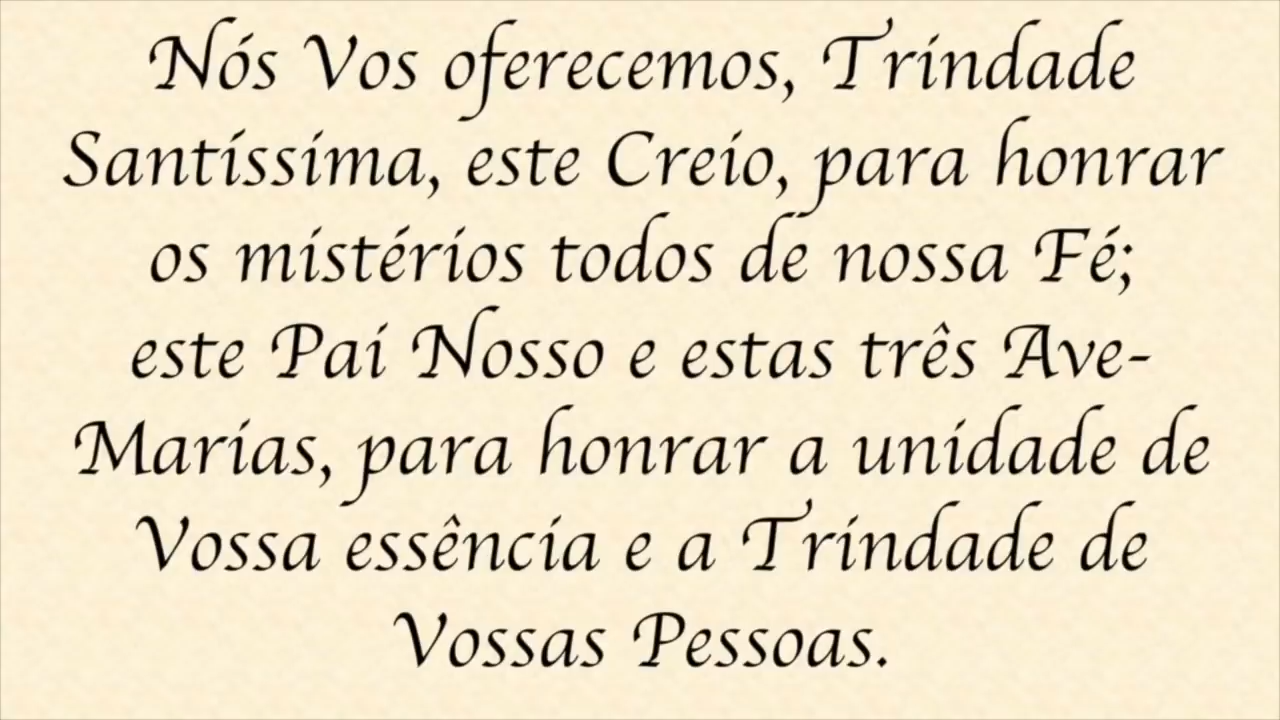 Nós Vos oferecemos, Trindade
Santíssima, este Creio, para honrar
os mistérios todos de nossa Fé;
este Pai Nosso e estas três Ave-
Marias, para honrar a unidade de
Vossa essência e a Trindade de
Vossas Pessoas.